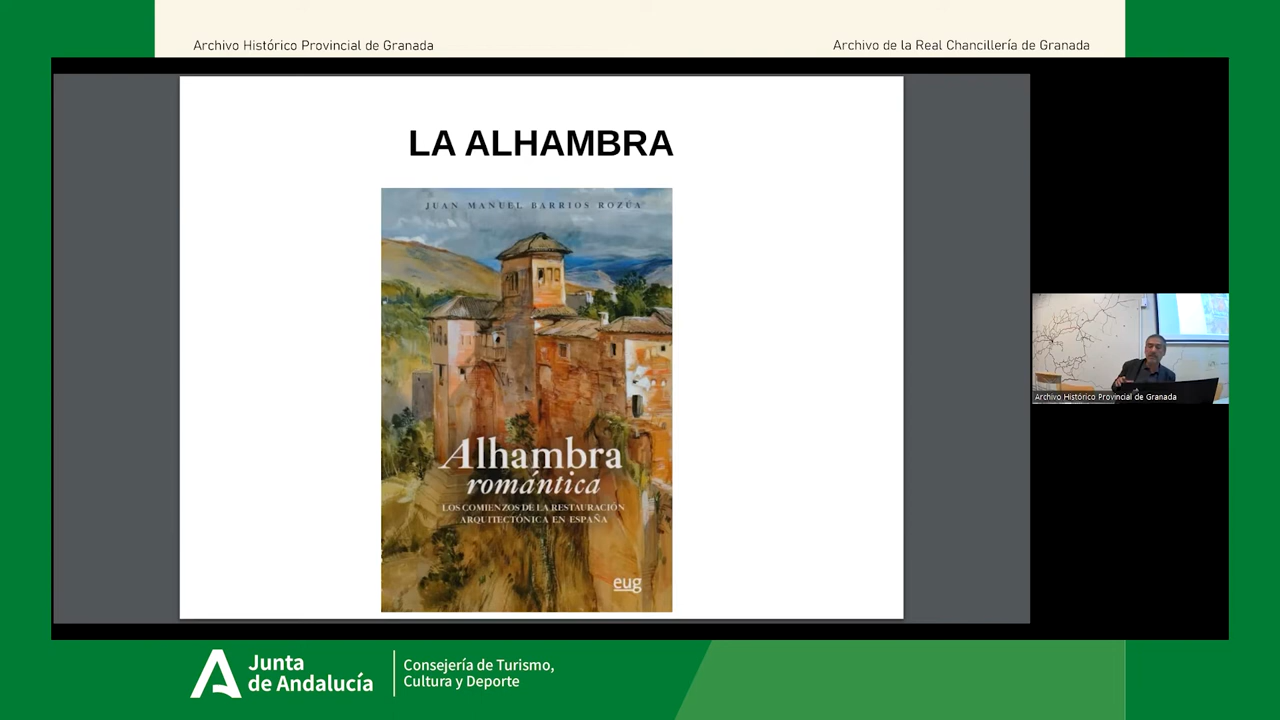 Archivo Histórico Provincial de Granada
Archivo de la Real Chancillería de Granada
LA ALHAMBRA
JUAN MANUEL BARRIOS ROZÚA
Alhambra
romántica
LOS COMIENZOS DE LA RESTAURACIÓN
ARQUITECTÓNICA EN ESPAÑA
eug
Archivo Histórico Provincial de Granada
Junta
de Andalucía
Consejería de Turismo,
Cultura y Deporte